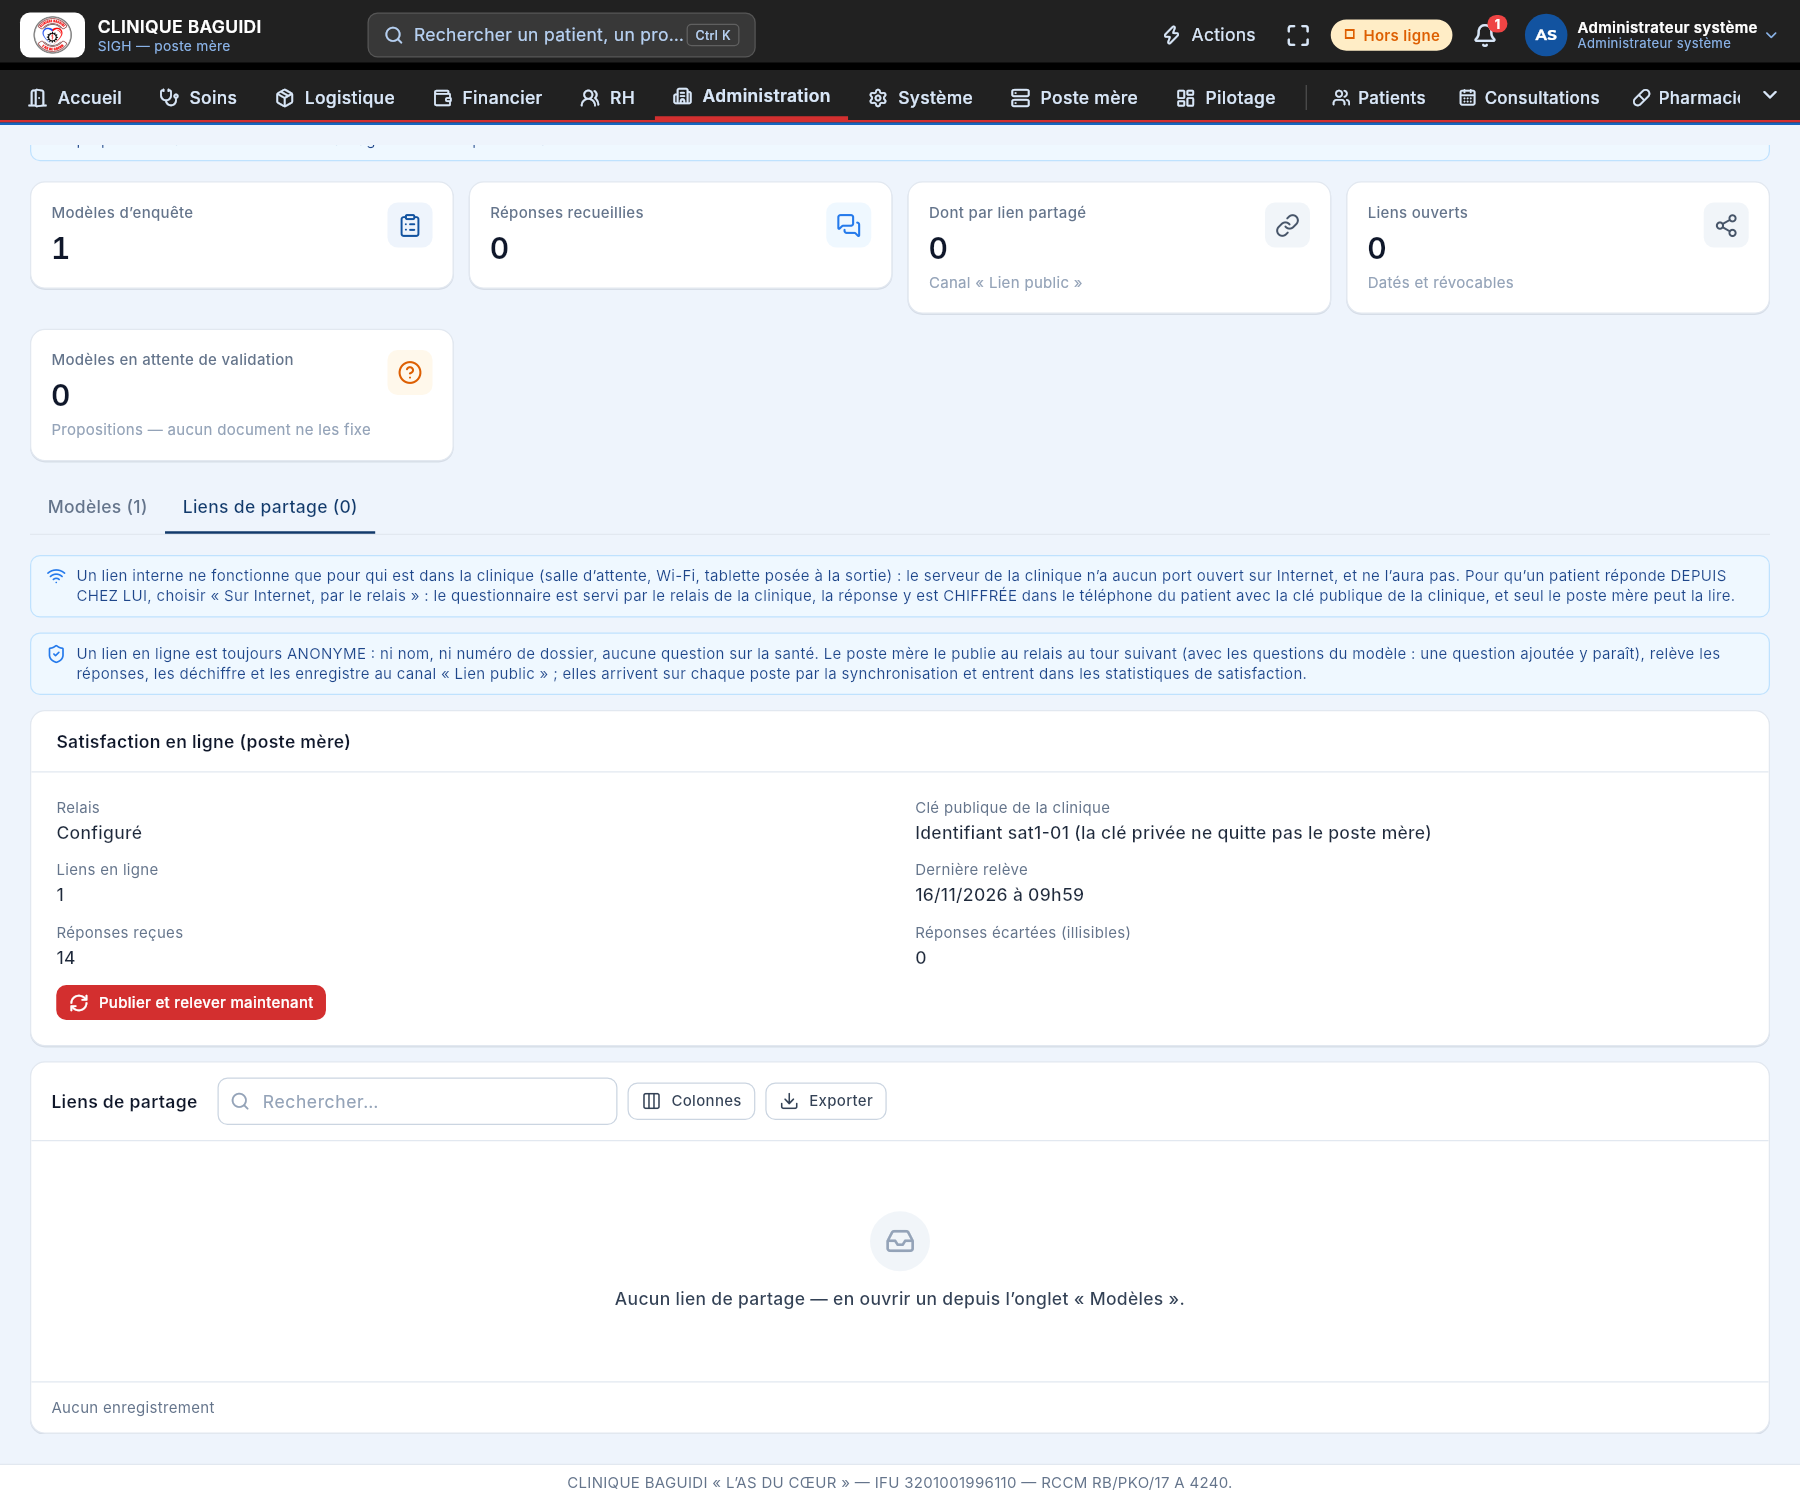 CLINIQUE BAGUIDI
SIGH — poste mère
Rechercher un patient, un pro... Ctrl K
Actions
Hors ligne
1
AS
Administrateur système
Administrateur système
Accueil
Soins
Logistique
Financier
RH
Administration
Système
Poste mère
Pilotage
Patients
Consultations
Pharmaci
Modèles d’enquête
1
Réponses recueillies
0
Dont par lien partagé
0
Canal « Lien public »
Liens ouverts
0
Datés et révocables
Modèles en attente de validation
0
Propositions — aucun document ne les fixe
Modèles (1)
Liens de partage (0)
Un lien interne ne fonctionne que pour qui est dans la clinique (salle d’attente, Wi-Fi, tablette posée à la sortie) : le serveur de la clinique n’a aucun port ouvert sur Internet, et ne l’aura pas. Pour qu’un patient réponde DEPUIS
CHEZ LUI, choisir « Sur Internet, par le relais » : le questionnaire est servi par le relais de la clinique, la réponse y est CHIFFRÉE dans le téléphone du patient avec la clé publique de la clinique, et seul le poste mère peut la lire.
Un lien en ligne est toujours ANONYME : ni nom, ni numéro de dossier, aucune question sur la santé. Le poste mère le publie au relais au tour suivant (avec les questions du modèle : une question ajoutée y paraît), relève les
réponses, les déchiffre et les enregistre au canal « Lien public » ; elles arrivent sur chaque poste par la synchronisation et entrent dans les statistiques de satisfaction.
Satisfaction en ligne (poste mère)
Relais
Configuré
Clé publique de la clinique
Identifiant sat1-01 (la clé privée ne quitte pas le poste mère)
Liens en ligne
1
Dernière relève
16/11/2026 à 09h59
Réponses reçues
14
Réponses écartées (illisibles)
0
Publier et relever maintenant
Liens de partage
Rechercher...
Colonnes
Exporter
Aucun lien de partage — en ouvrir un depuis l’onglet « Modèles ».
Aucun enregistrement
CLINIQUE BAGUIDI « L’AS DU CŒUR » — IFU 3201001996110 — RCCM RB/PKO/17 A 4240.